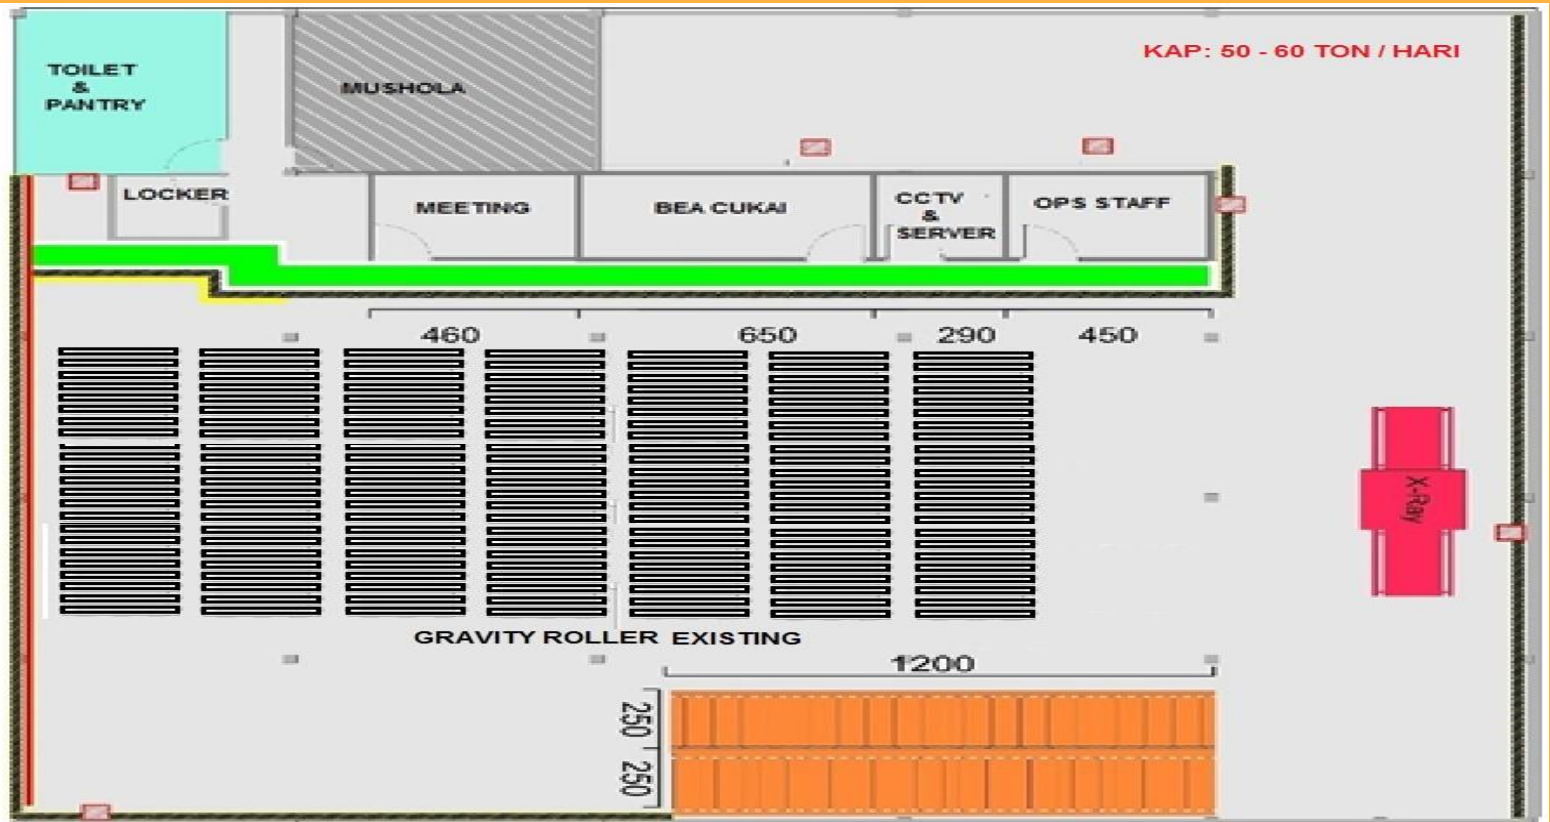 KAP: 50 - 60 TON / HARI
TOILET
&
PANTRY
MUSHOLA
LOCKER
MEETING
BEA CUKAI
CCTV
&
SERVER
OPS STAFF
460
650
290
450
X-Ray
GRAVITY ROLLER EXISTING
1200
250
250